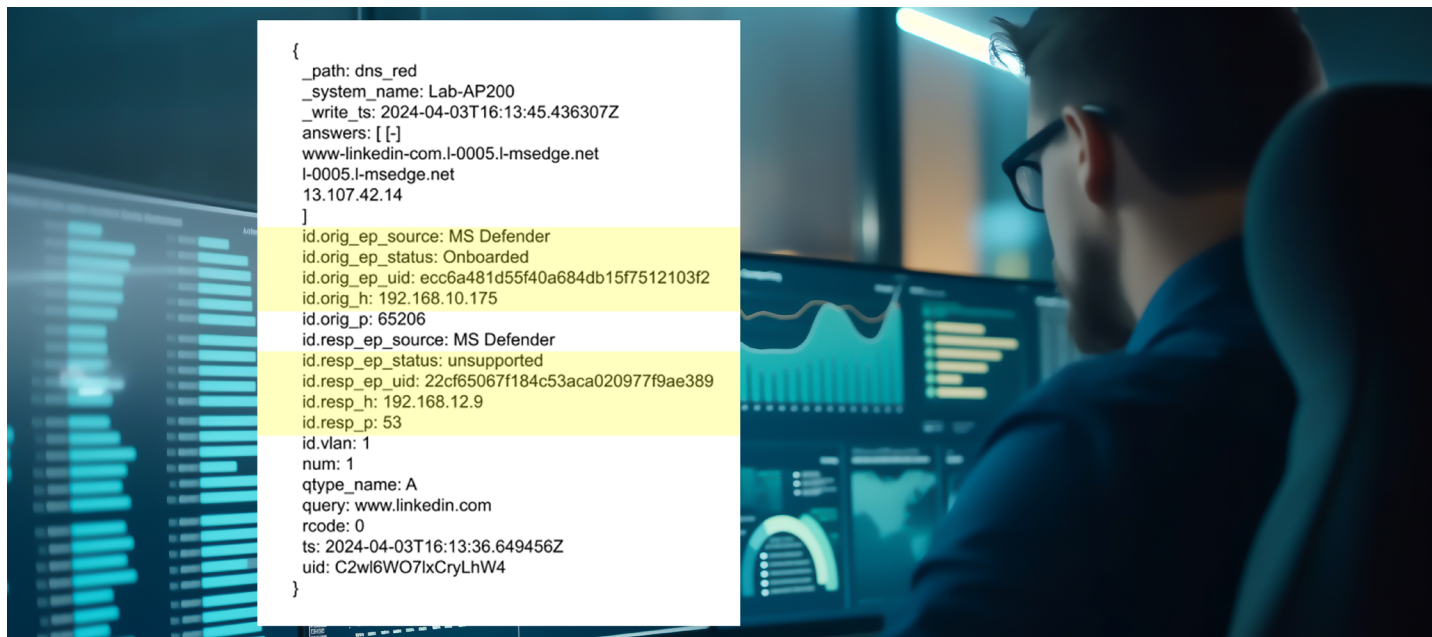 {
_path: dns_red
_system_name: Lab-AP200
_write_ts: 2024-04-03T16:13:45.436307Z
answers: [ [-]
www-linkedin-com.l-0005.l-msedge.net
l-0005.l-msedge.net
13.107.42.14
]
id.orig_ep_source: MS Defender
id.orig_ep_status: Onboarded
id.orig_ep_uid: ecc6a481d55f40a684db15f7512103f2
id.orig_h: 192.168.10.175
id.orig_p: 65206
id.resp_ep_source: MS Defender
id.resp_ep_status: unsupported
id.resp_ep_uid: 22cf65067f184c53aca020977f9ae389
id.resp_h: 192.168.12.9
id.resp_p: 53
id.vlan: 1
num: 1
qtype_name: A
query: www.linkedin.com
rcode: 0
ts: 2024-04-03T16:13:36.649456Z
uid: C2wl6WO7lxCryLhW4
}